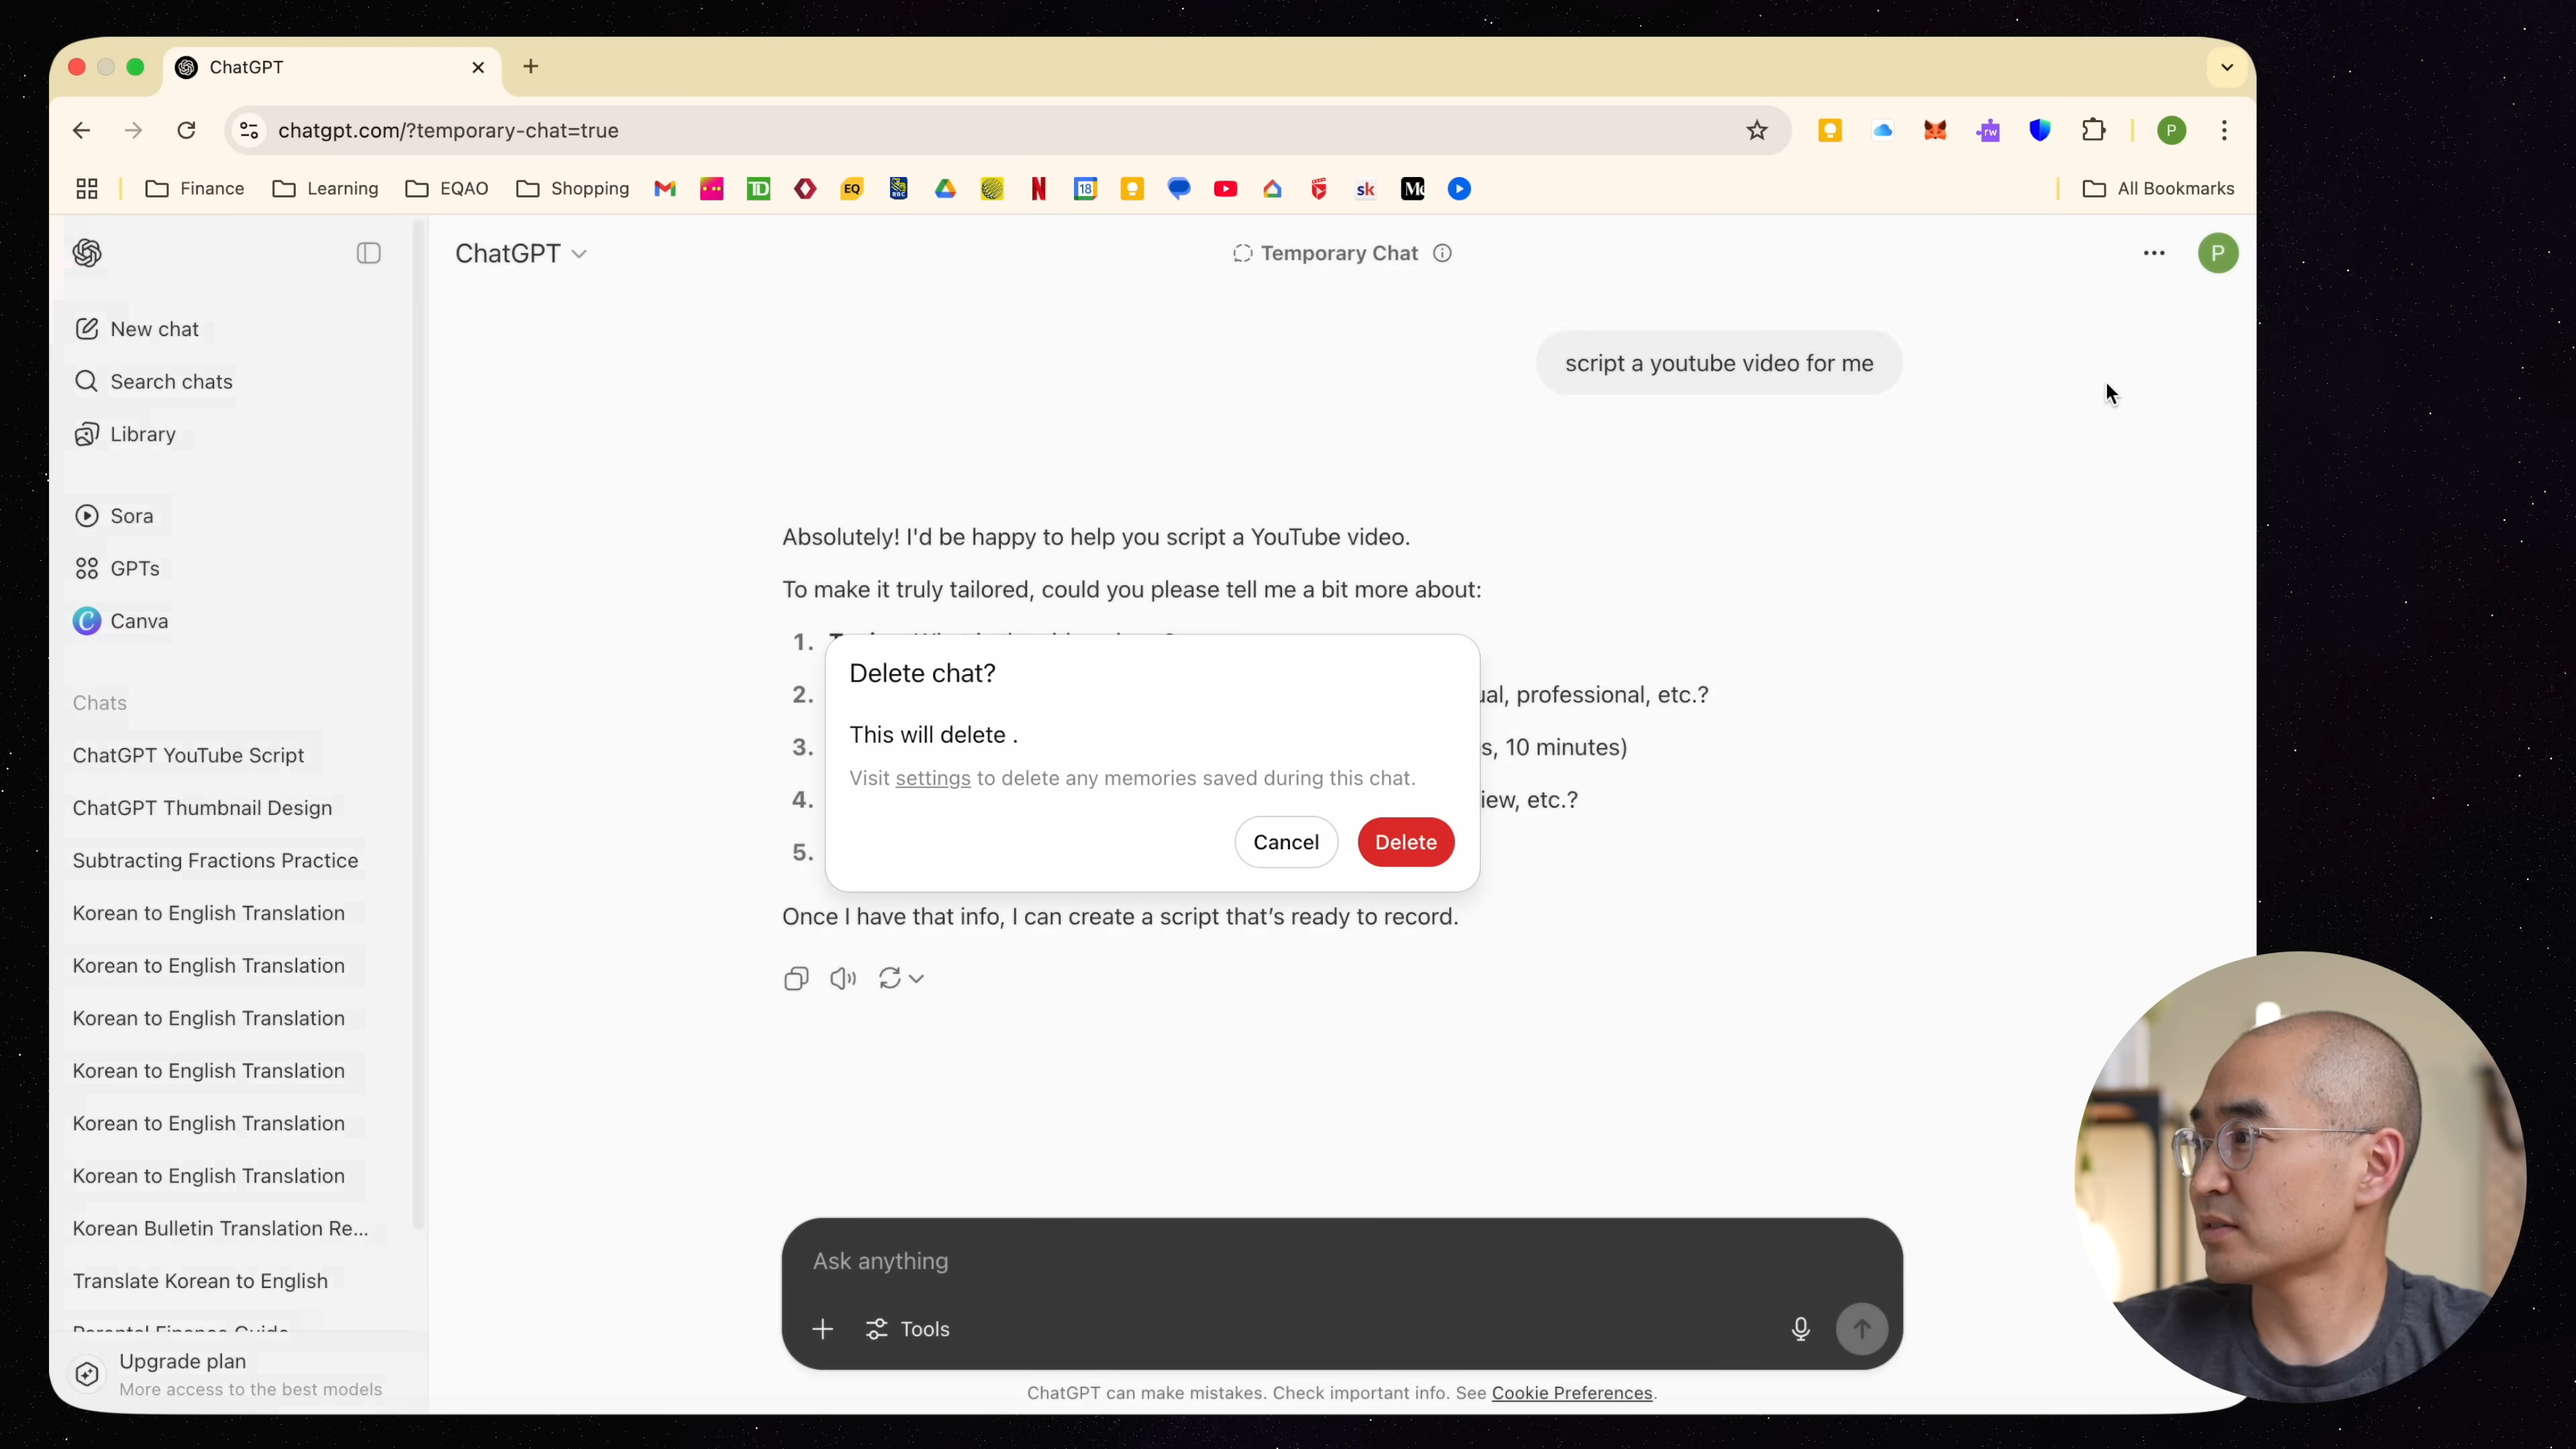 ChatGPT
chatgpt.com/?temporary-chat=true
rw
P
Finance
Learning
EQAO
Shopping
TD
EQ
RBC
N
18
sk
All Bookmarks
ChatGPT
Temporary Chat
P
New chat
Search chats
Library
Sora
GPTs
Canva
Chats
ChatGPT YouTube Script
ChatGPT Thumbnail Design
Subtracting Fractions Practice
Korean to English Translation
Korean to English Translation
Korean to English Translation
Korean to English Translation
Korean to English Translation
Korean to English Translation
Korean Bulletin Translation Re...
Translate Korean to English
Upgrade plan
More access to the best models
script a youtube video for me
Absolutely! I'd be happy to help you script a YouTube video.
To make it truly tailored, could you please tell me a bit more about:
1.
2. ual, professional, etc.?
3. s, 10 minutes)
4. iew, etc.?
5.
Delete chat?
This will delete .
Visit settings to delete any memories saved during this chat.
Cancel
Delete
Once I have that info, I can create a script that's ready to record.
Ask anything
Tools
ChatGPT can make mistakes. Check important info. See Cookie Preferences.